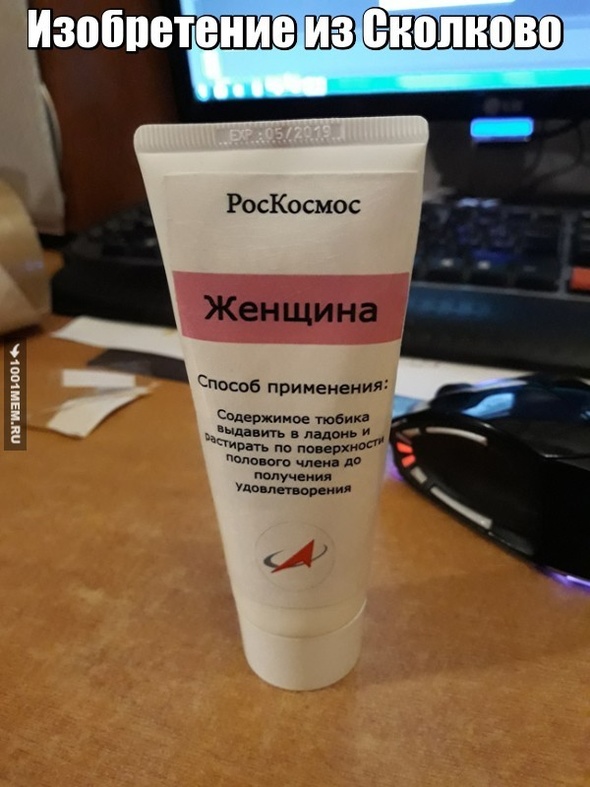 Изобретение из Сколково
EXP.:05/2019
РосКосмос
Женщина
Способ применения:
Содержимое тюбика
выдавить в ладонь и
растирать по поверхности
полового члена до
получения
удовлетворения
1001MEM.RU
LG